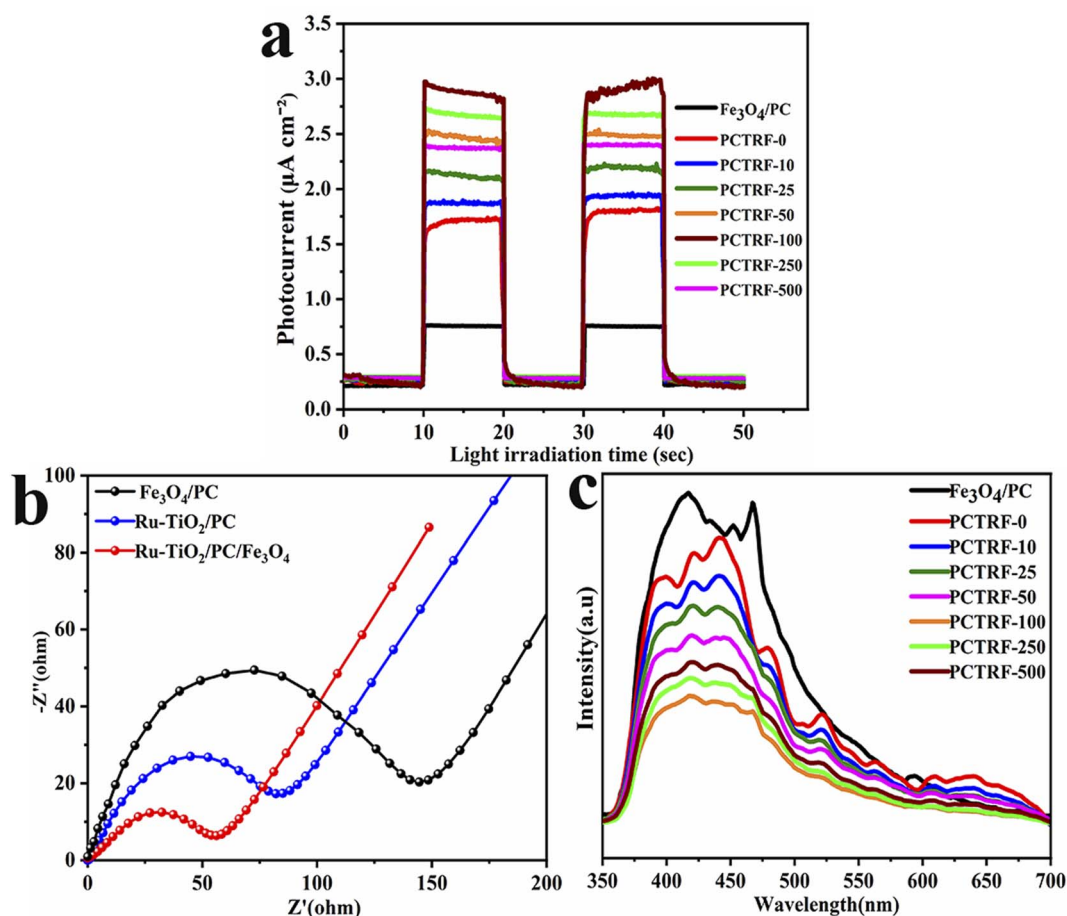 a
3.5
3.0
2.5
2.0
1.5
1.0
0.5
0.0
Photocurrent (µA cm⁻²)
0 10 20 30 40 50
Light irradiation time (sec)
Fe₃O₄/PC
PCTRF-0
PCTRF-10
PCTRF-25
PCTRF-50
PCTRF-100
PCTRF-250
PCTRF-500
b
100
80
60
40
20
0
-Z''(ohm)
0 50 100 150 200
Z'(ohm)
Fe₃O₄/PC
Ru-TiO₂/PC
Ru-TiO₂/PC/Fe₃O₄
c
Intensity(a.u)
350 400 450 500 550 600 650 700
Wavelength(nm)
Fe₃O₄/PC
PCTRF-0
PCTRF-10
PCTRF-25
PCTRF-50
PCTRF-100
PCTRF-250
PCTRF-500